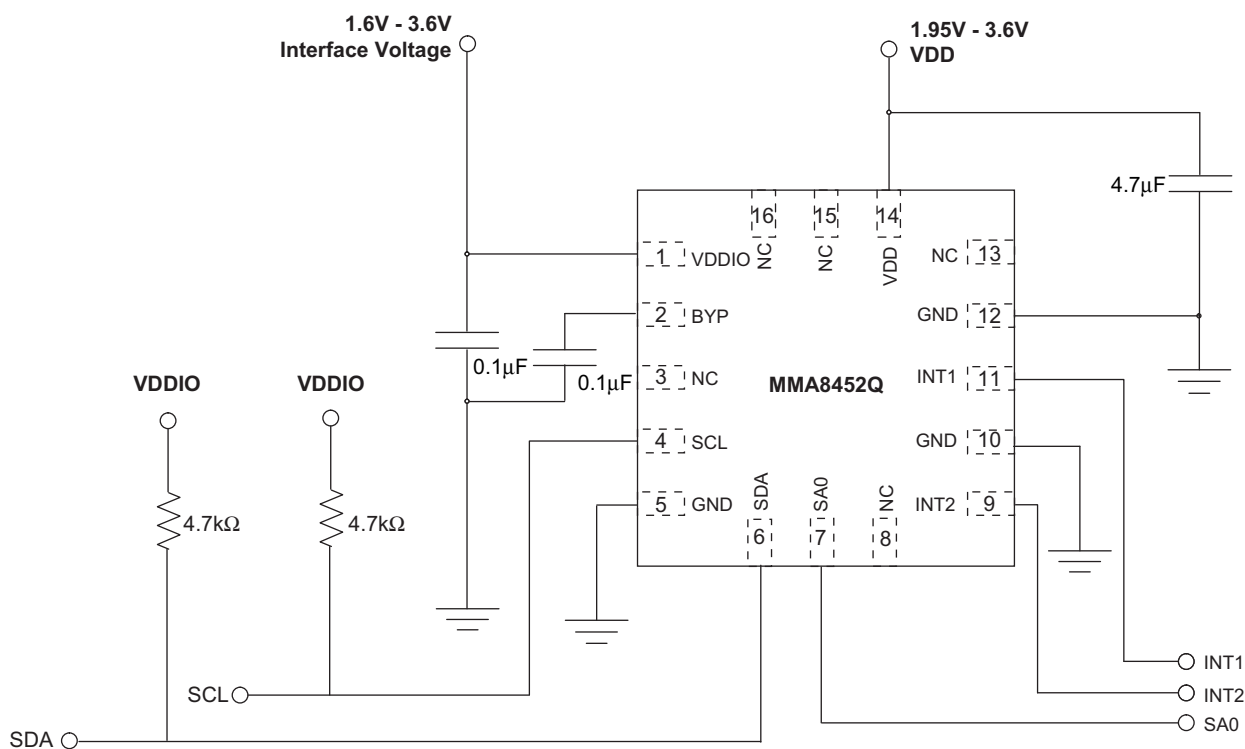 1.6V - 3.6V
Interface Voltage
1.95V - 3.6V
VDD
4.7μF
16
NC
15
NC
14
VDD
1
VDDIO
NC
13
2
BYP
GND
12
0.1μF
0.1μF
3
NC
MMA8452Q
INT1
11
VDDIO
VDDIO
4
SCL
GND
10
5
GND
SDA
6
SA0
7
NC
8
INT2
9
4.7kΩ
4.7kΩ
INT1
SCL
INT2
SA0
SDA